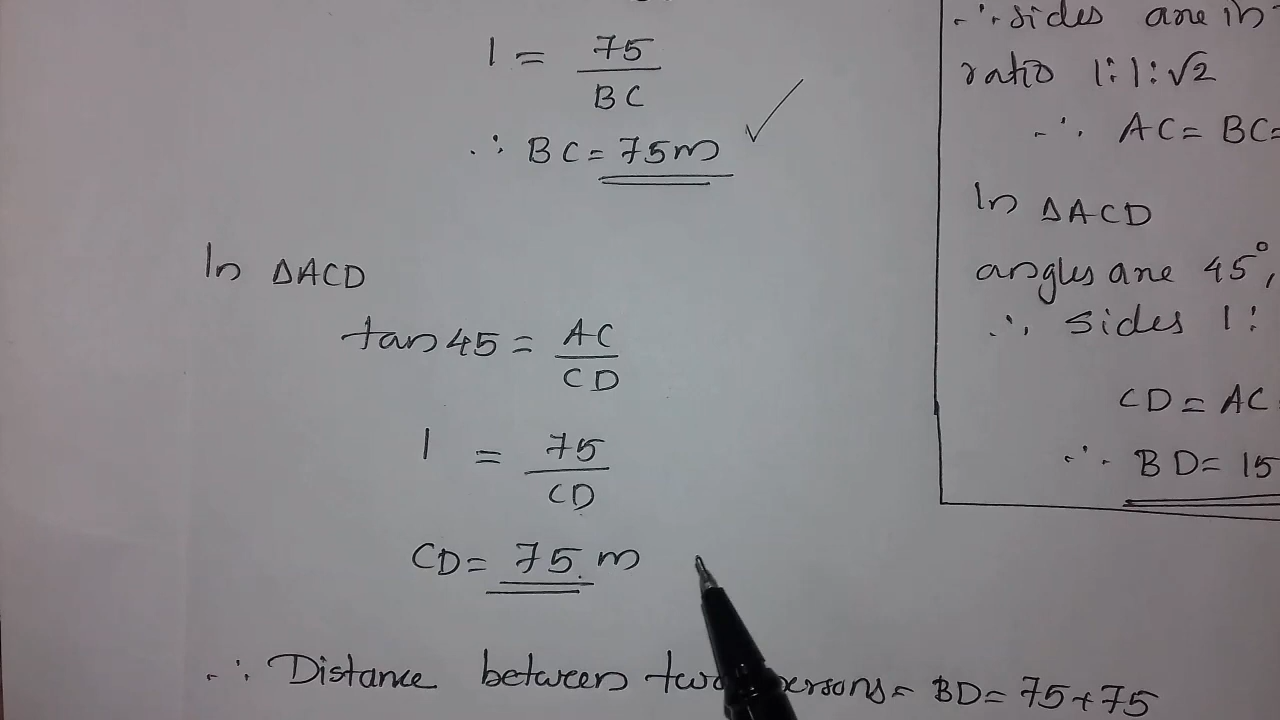 1 = 75
BC
∴ BC = 75m
In ΔACD
tan 45 = AC
CD
1 = 75
CD
CD = 75 m
∴ Distance between two persons = BD = 75 + 75
∴ sides are in
ratio 1:1:√2
∴ AC = BC =
In ΔACD
angles are 45°,
∴ sides 1:
CD = AC
∴ BD = 15